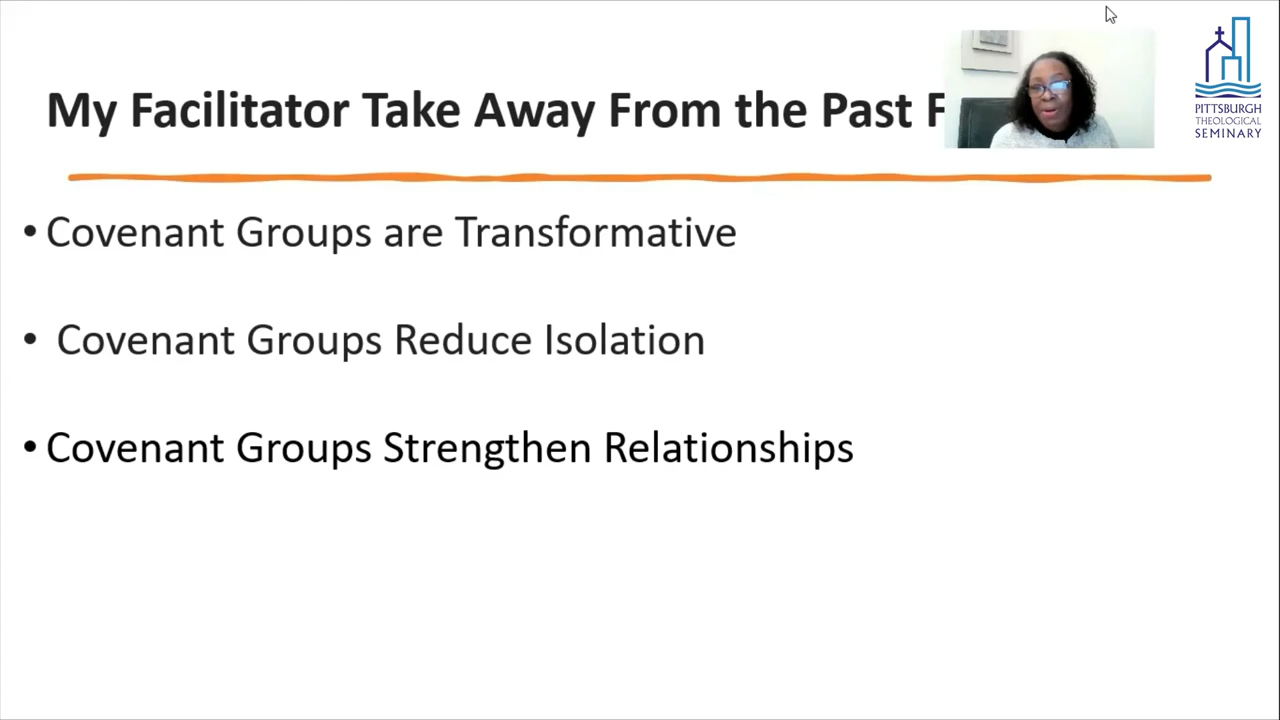 My Facilitator Take Away From the Past
• Covenant Groups are Transformative
• Covenant Groups Reduce Isolation
• Covenant Groups Strengthen Relationships
PITTSBURGH
THEOLOGICAL
SEMINARY